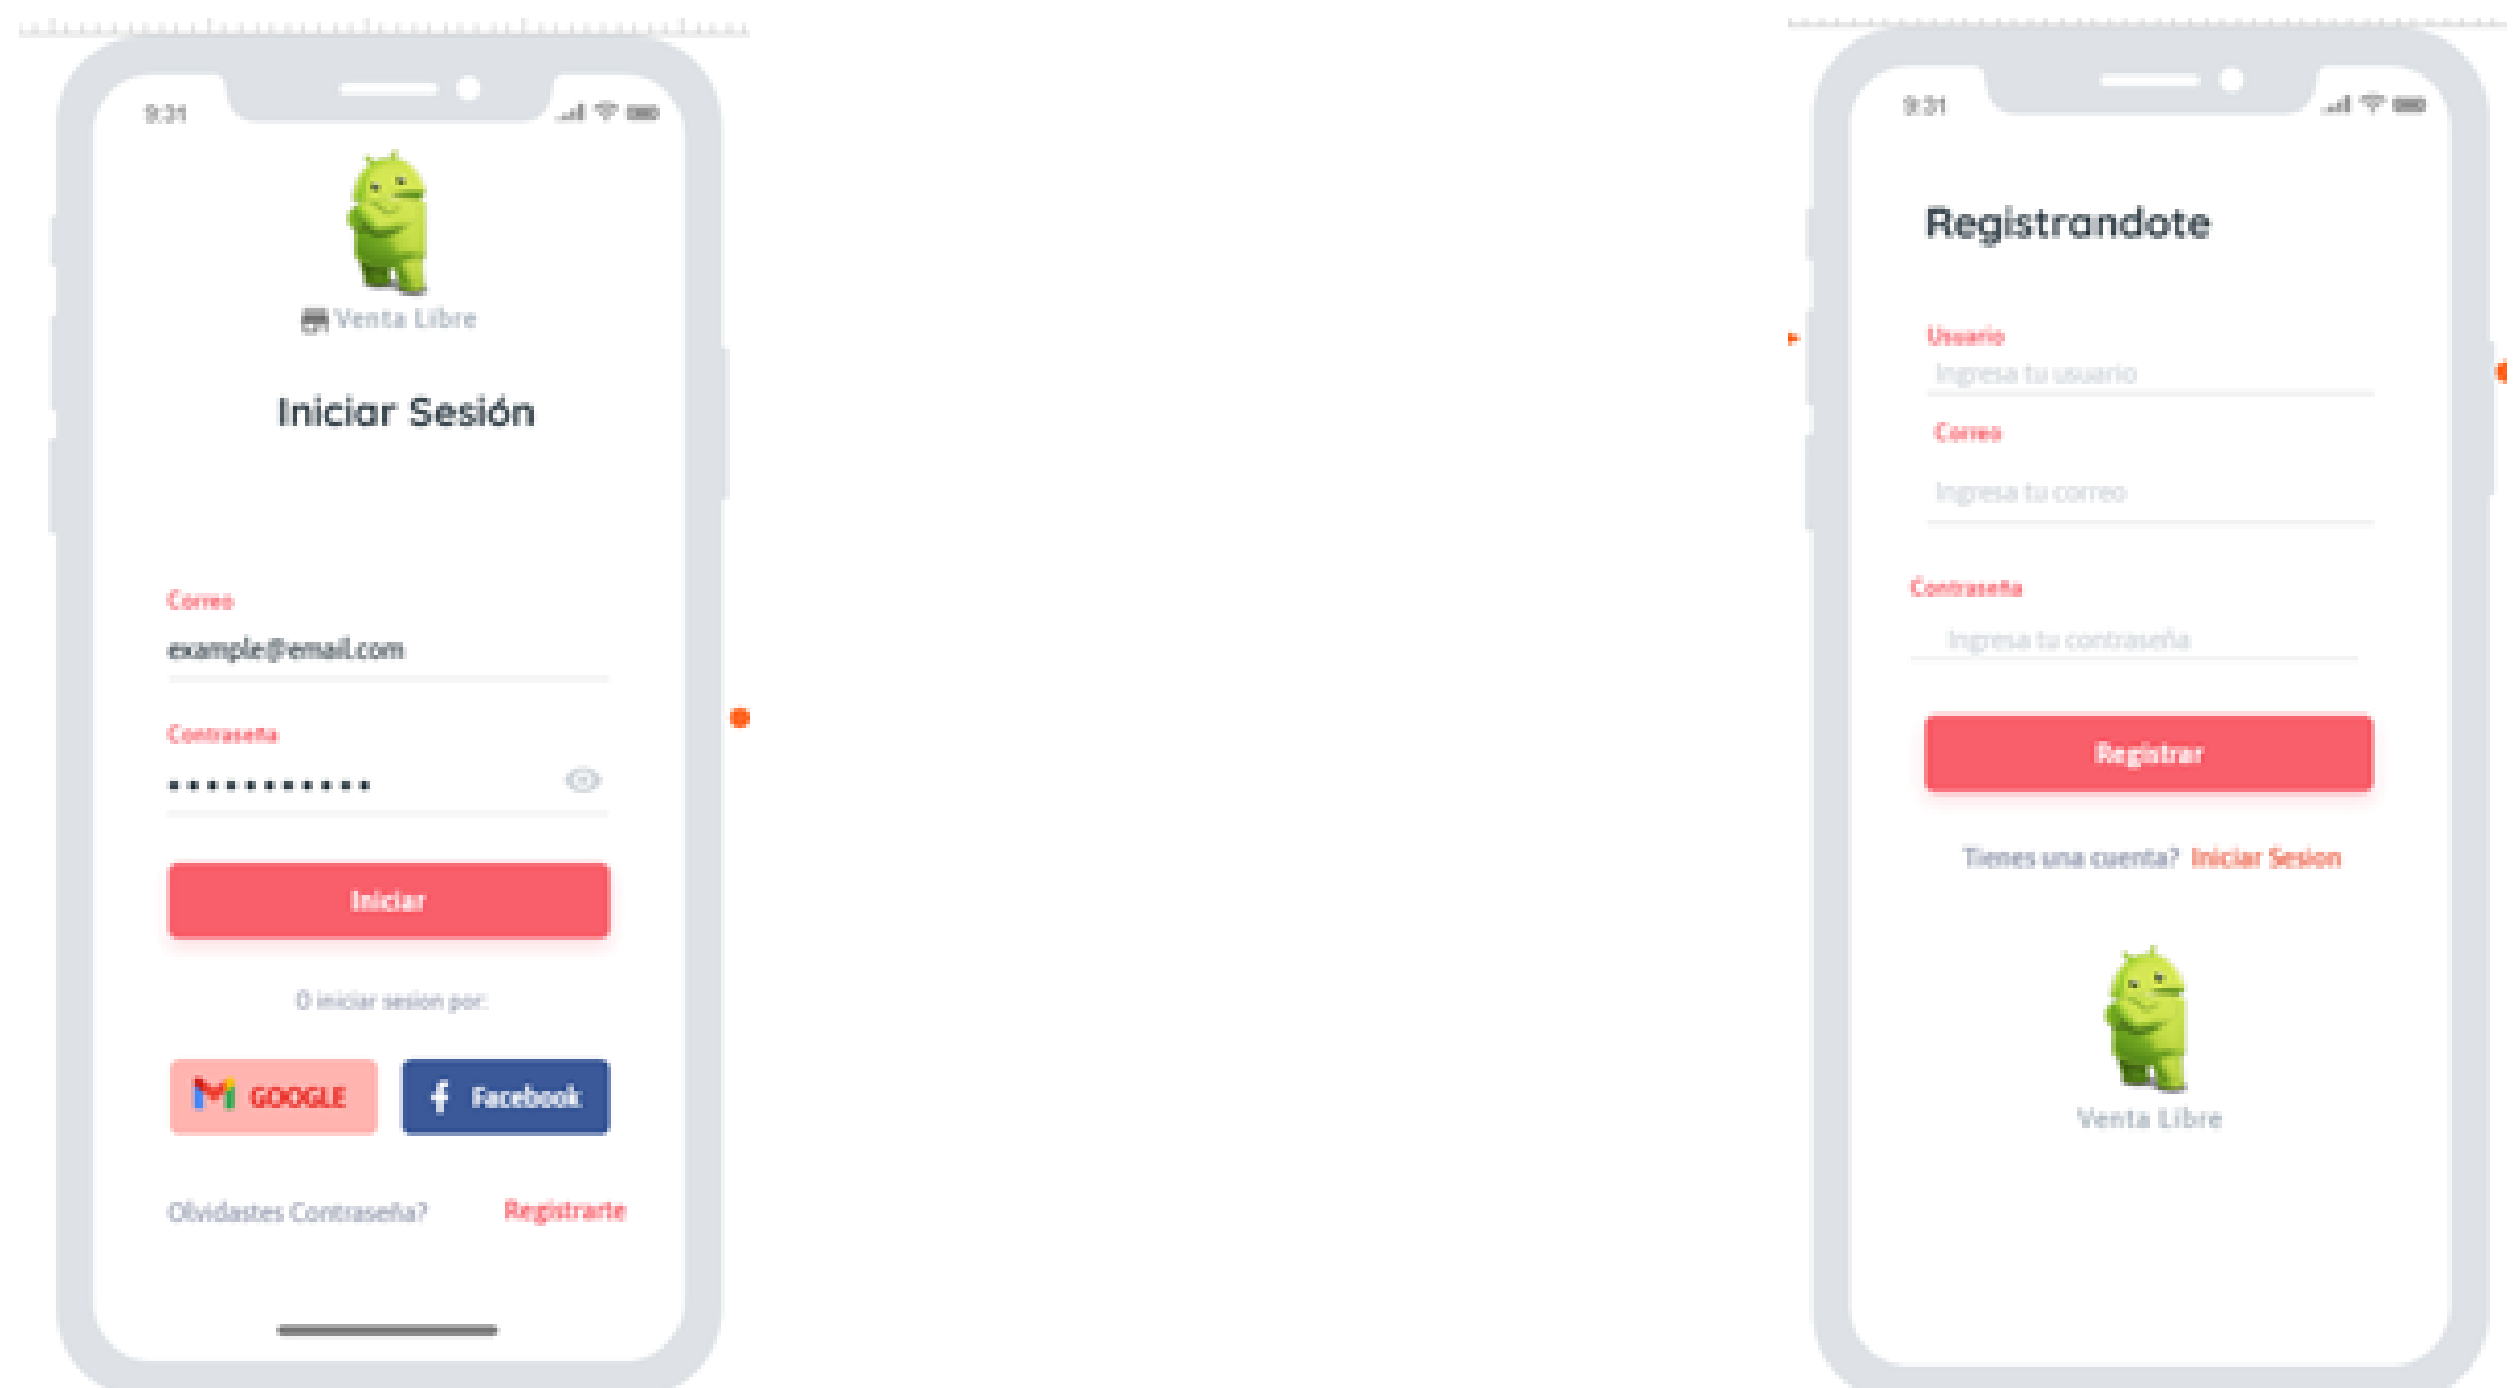 9:31
Venta Libre
Iniciar Sesión
Correo
example@email.com
Contraseña
Iniciar
O iniciar sesion por:
GOOGLE
Facebook
Olvidastes Contraseña?
Registrarte
9:31
Registrandote
Usuario
Ingresa tu usuario
Correo
Ingresa tu correo
Contraseña
Ingresa tu contraseña
Registrar
Tienes una cuenta? Iniciar Sesion
Venta Libre